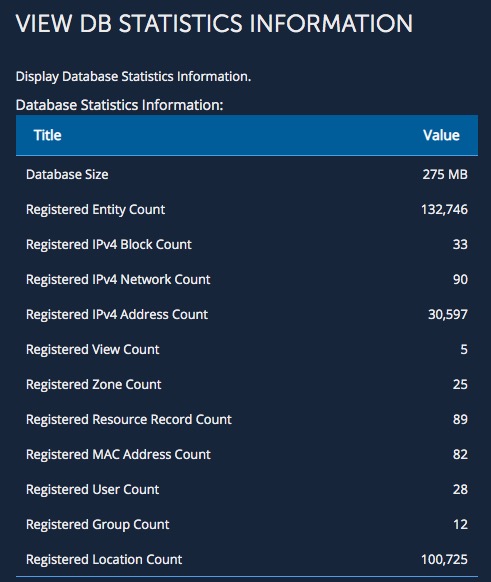 VIEW DB STATISTICS INFORMATION
Display Database Statistics Information.
Database Statistics Information:
Title Value
Database Size 275 MB
Registered Entity Count 132,746
Registered IPv4 Block Count 33
Registered IPv4 Network Count 90
Registered IPv4 Address Count 30,597
Registered View Count 5
Registered Zone Count 25
Registered Resource Record Count 89
Registered MAC Address Count 82
Registered User Count 28
Registered Group Count 12
Registered Location Count 100,725